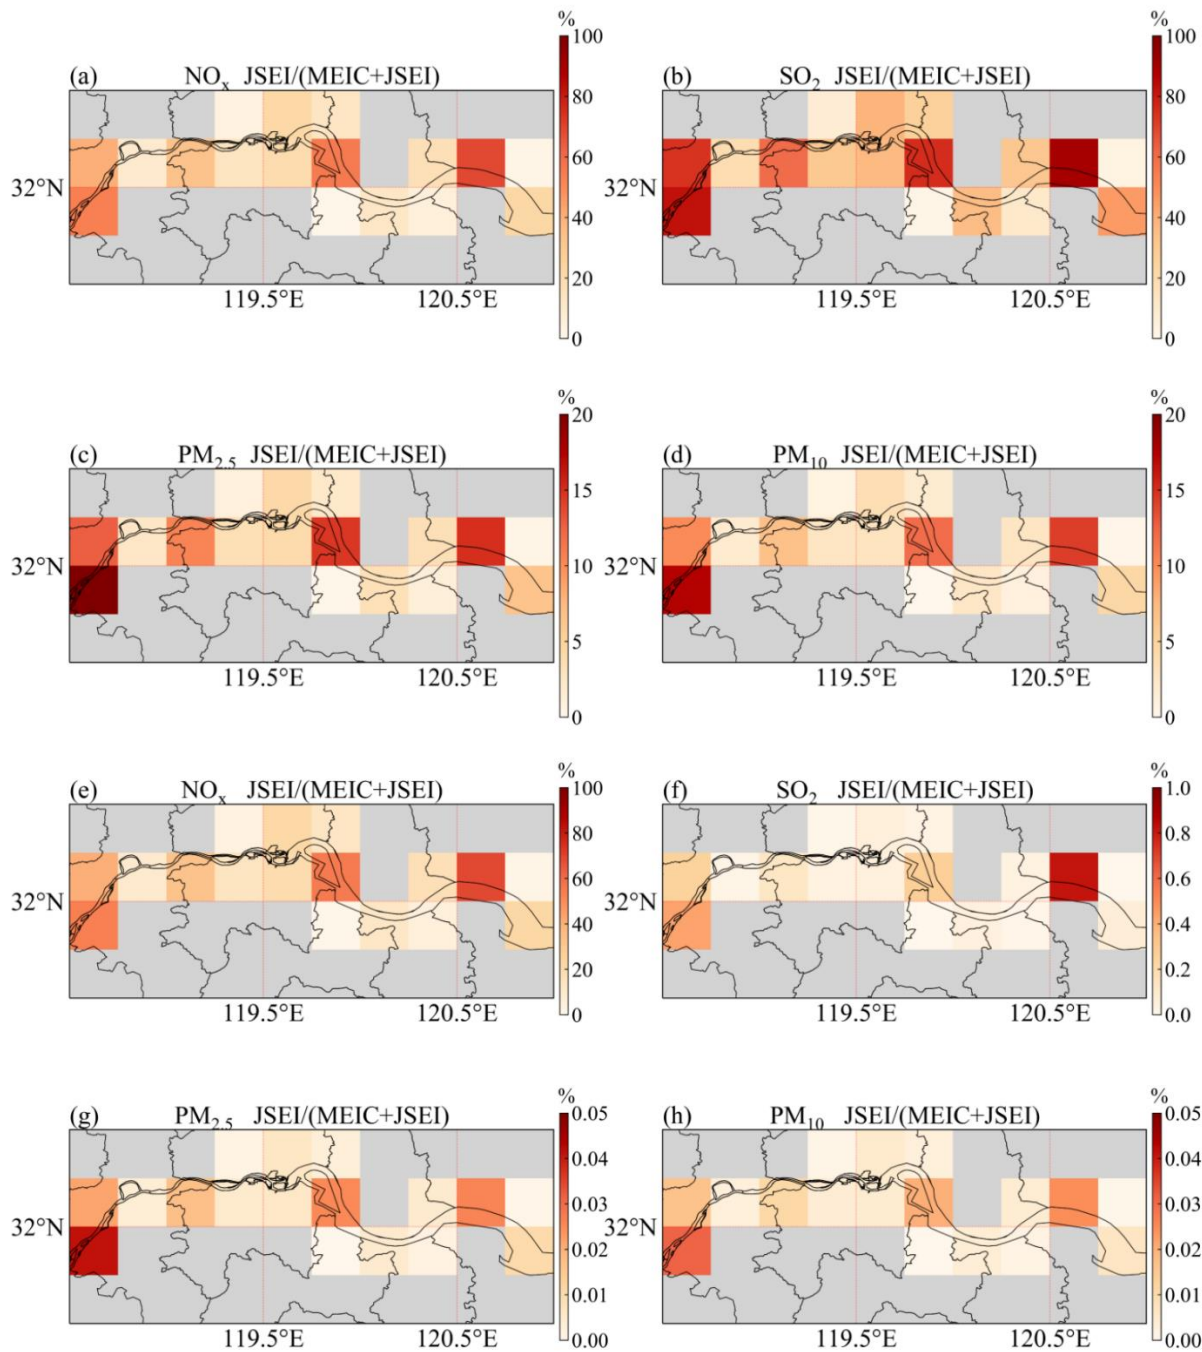 %
%
100
100
(a) NOx JSEI/(MEIC+JSEI)
(b) SO2 JSEI/(MEIC+JSEI)
80
80
60
60
32°N
32°N
40
40
20
20
119.5°E 120.5°E
119.5°E 120.5°E
0
0
%
%
20
20
(c) PM2.5 JSEI/(MEIC+JSEI)
(d) PM10 JSEI/(MEIC+JSEI)
15
15
32°N
32°N
10
10
5
5
119.5°E 120.5°E
119.5°E 120.5°E
0
0
%
%
(e) NOx JSEI/(MEIC+JSEI)
100
(f) SO2 JSEI/(MEIC+JSEI)
1.0
80
0.8
60
0.6
32°N
32°N
40
0.4
20
0.2
119.5°E 120.5°E
0
119.5°E 120.5°E
0.0
%
%
(g) PM2.5 JSEI/(MEIC+JSEI)
0.05
(h) PM10 JSEI/(MEIC+JSEI)
0.05
0.04
0.04
0.03
0.03
32°N
32°N
0.02
0.02
0.01
0.01
119.5°E 120.5°E
0.00
119.5°E 120.5°E
0.00